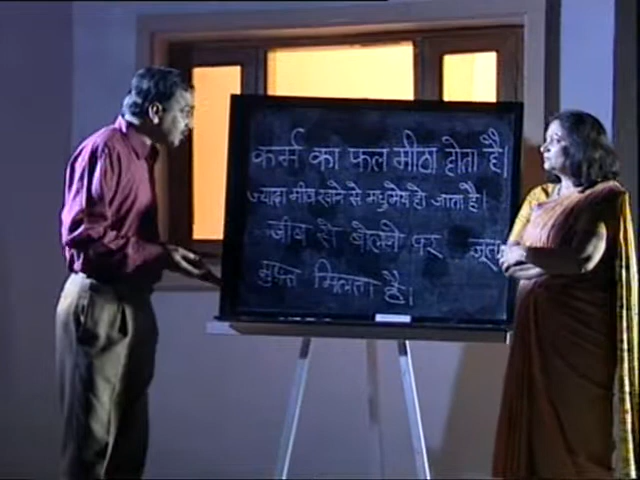 कर्म का फल मीठा होता है।
ज्यादा मीठा खाने से मधुमेह हो जाता है।
जीव से बोलने पर जूता
मुफ्त मिलता है।